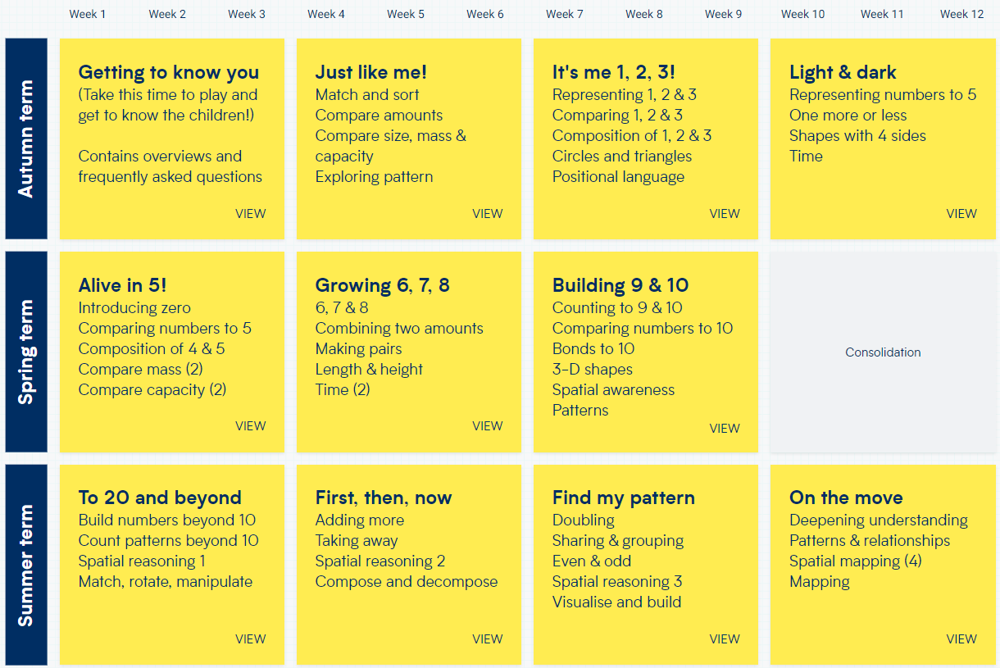 Week 1 Week 2 Week 3 Week 4 Week 5 Week 6 Week 7 Week 8 Week 9 Week 10 Week 11 Week 12
Autumn term
Getting to know you
(Take this time to play and
get to know the children!)
Contains overviews and
frequently asked questions
VIEW
Just like me!
Match and sort
Compare amounts
Compare size, mass &
capacity
Exploring pattern
VIEW
It's me 1, 2, 3!
Representing 1, 2 & 3
Comparing 1, 2 & 3
Composition of 1, 2 & 3
Circles and triangles
Positional language
VIEW
Light & dark
Representing numbers to 5
One more or less
Shapes with 4 sides
Time
VIEW
Spring term
Alive in 5!
Introducing zero
Comparing numbers to 5
Composition of 4 & 5
Compare mass (2)
Compare capacity (2)
VIEW
Growing 6, 7, 8
6, 7 & 8
Combining two amounts
Making pairs
Length & height
Time (2)
VIEW
Building 9 & 10
Counting to 9 & 10
Comparing numbers to 10
Bonds to 10
3-D shapes
Spatial awareness
Patterns
VIEW
Consolidation
Summer term
To 20 and beyond
Build numbers beyond 10
Count patterns beyond 10
Spatial reasoning 1
Match, rotate, manipulate
VIEW
First, then, now
Adding more
Taking away
Spatial reasoning 2
Compose and decompose
VIEW
Find my pattern
Doubling
Sharing & grouping
Even & odd
Spatial reasoning 3
Visualise and build
VIEW
On the move
Deepening understanding
Patterns & relationships
Spatial mapping (4)
Mapping
VIEW